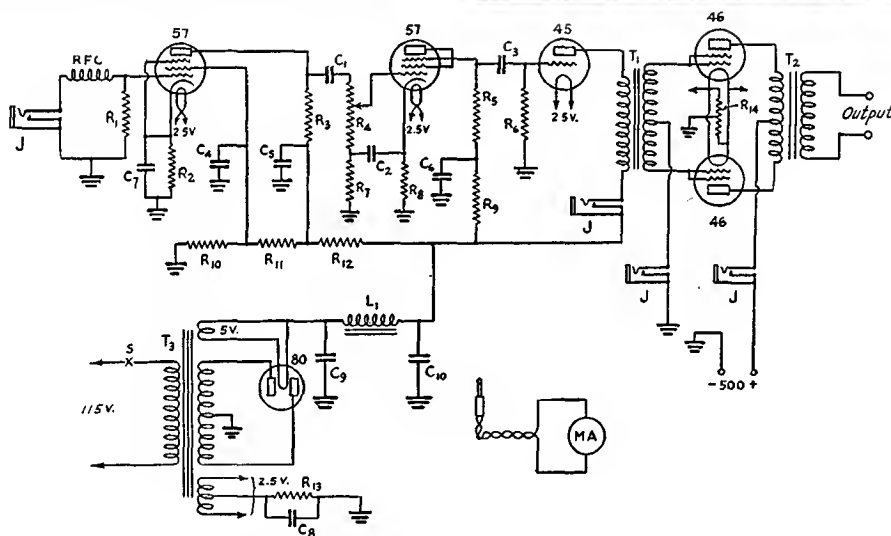 57
57
45
46
RFC
C1
C3
T1
T2
R14
Output
2 5V.
2.5V.
2 5V.
J
R1
R3
R4
R5
R6
C7
R2
C4
C5
C2
R7
R8
C6
R9
46
J
J
J
R10
R11
R12
L1
T3
5 V.
S
80
C9
C10
115 V.
- 500 +
MA
2.5 V.
R13
C8